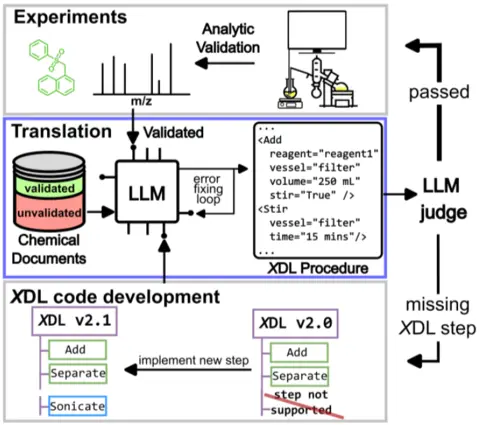 Experiments
Analytic
Validation
m/z
passed
Translation
Validated
validated
unvalidated
Chemical
Documents
LLM
error
fixing
loop
...
<Add
reagent="reagent1"
vessel="filter"
volume="250 mL"
stir="True" />
<Stir
vessel="filter"
time="15 mins"/>
...
XDL Procedure
LLM
judge
missing
XDL step
XDL code development
XDL v2.1
Add
Separate
Sonicate
implement new step
XDL v2.0
Add
Separate
step not
supported